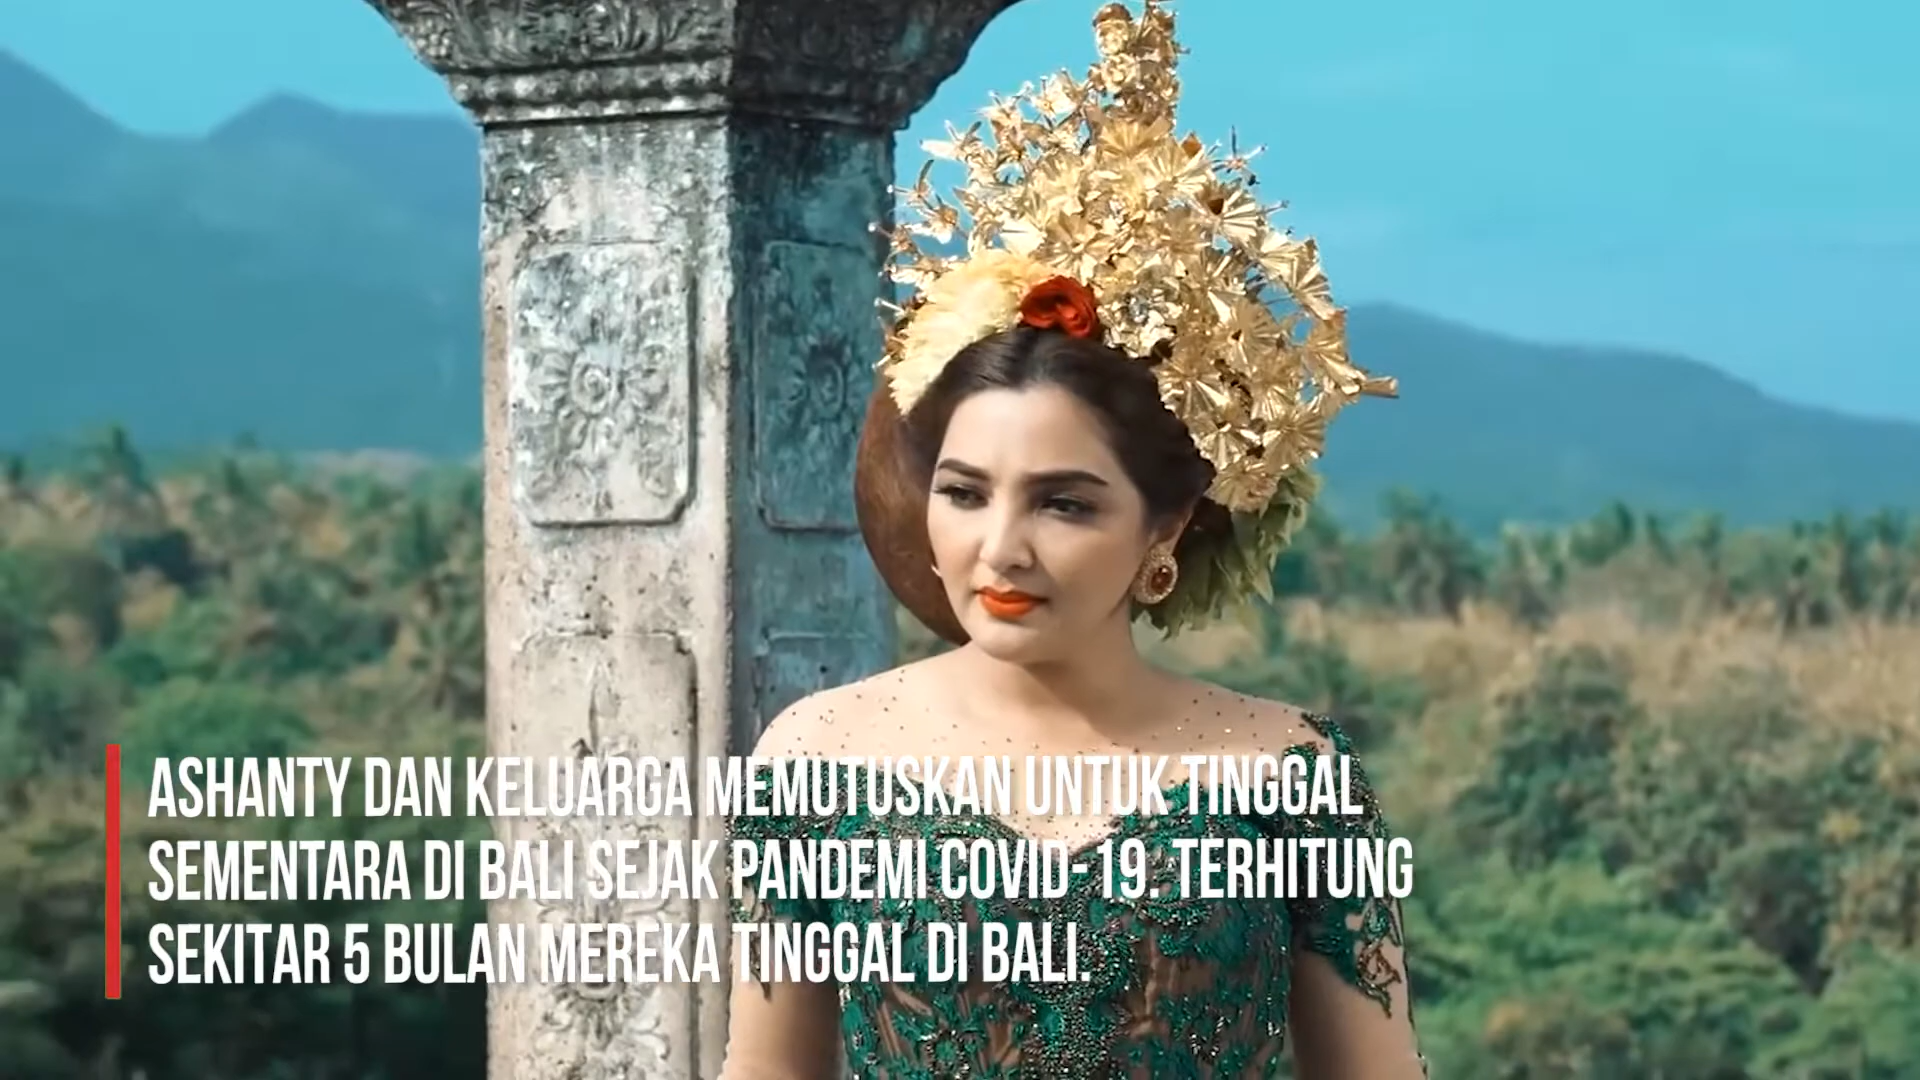 ASHANTY DAN KELUARGA MEMUTUSKAN UNTUK TINGGAL
SEMENTARA DI BALI SEJAK PANDEMI COVID-19. TERHITUNG
SEKITAR 5 BULAN MEREKA TINGGAL DI BALI.